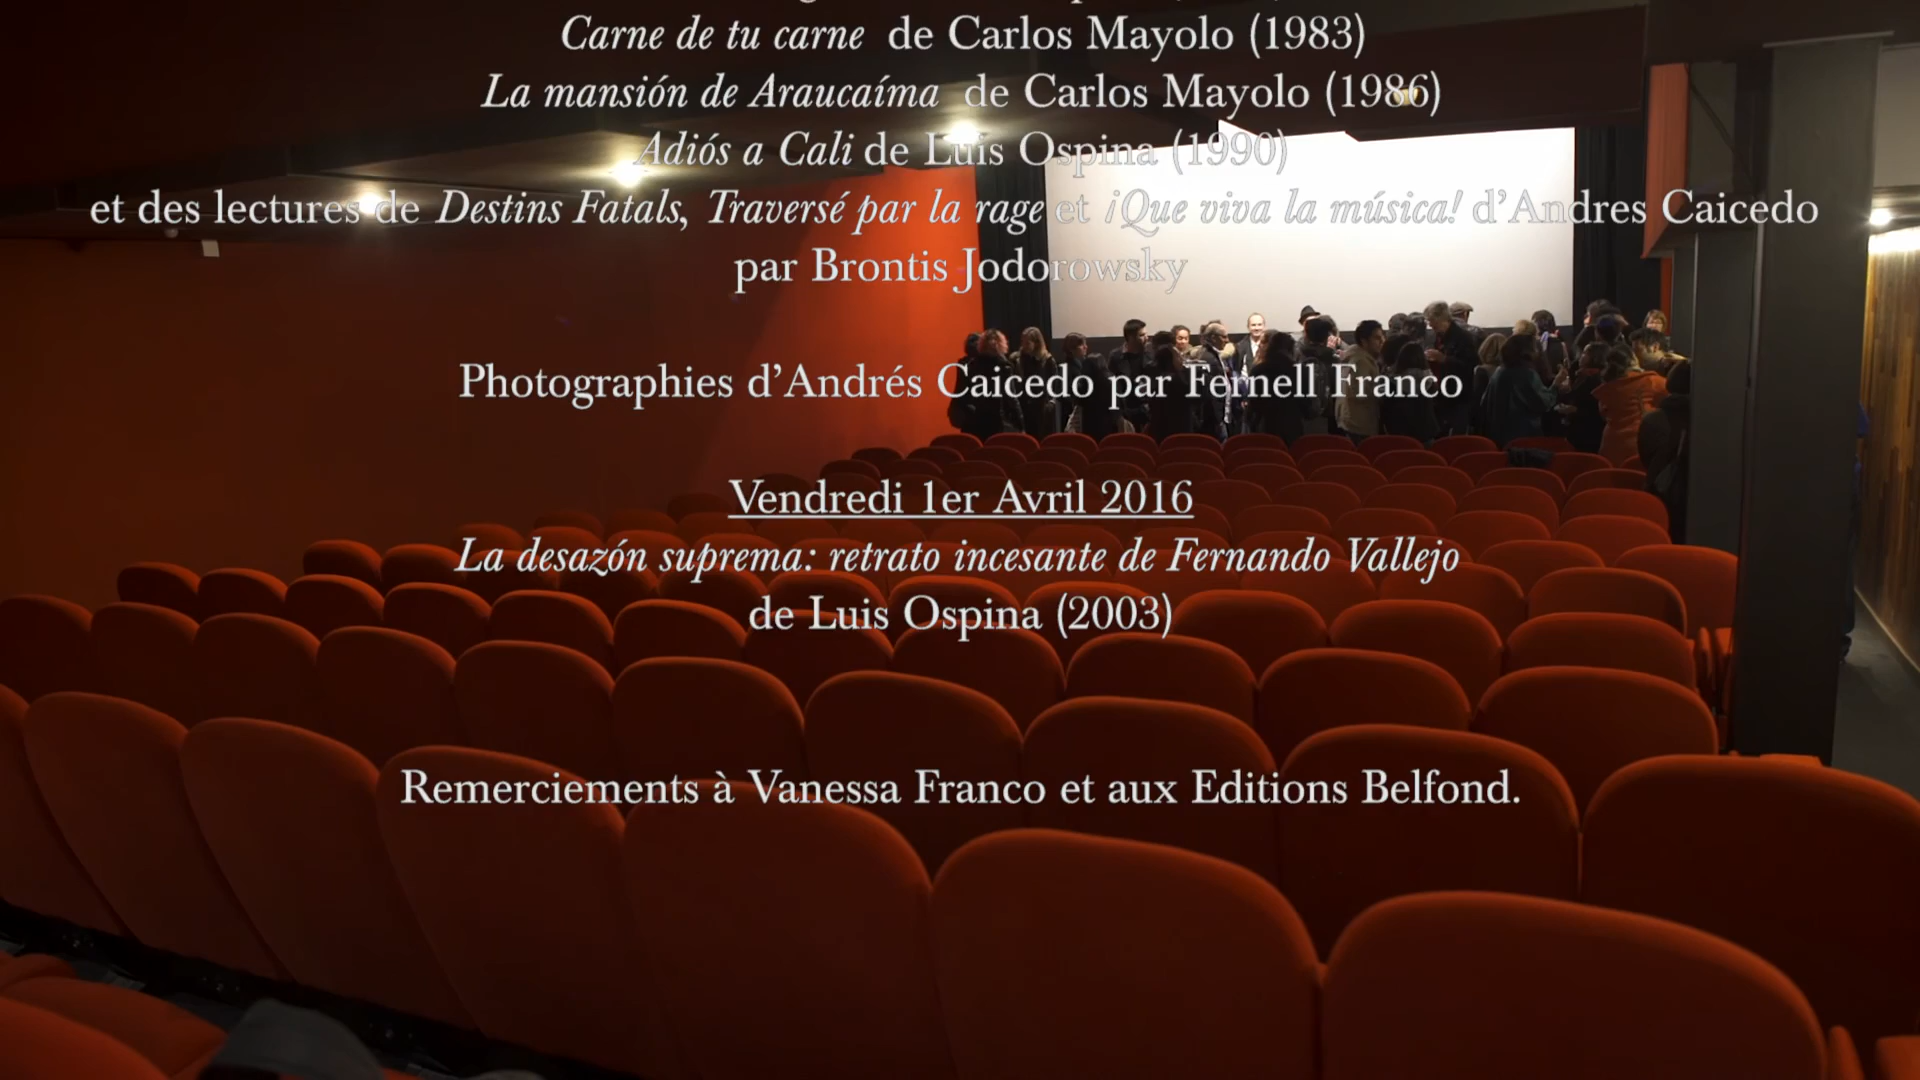 Carne de tu carne de Carlos Mayolo (1983)
La mansión de Araucaíma de Carlos Mayolo (1986)
Adiós a Cali de Luis Ospina (1990)
et des lectures de Destins Fatals, Traversé par la rage et ¡Que viva la música! d’Andres Caicedo
par Brontis Jodorowsky
Photographies d’Andrés Caicedo par Fernell Franco
Vendredi 1er Avril 2016
La desazón suprema: retrato incesante de Fernando Vallejo
de Luis Ospina (2003)
Remerciements à Vanessa Franco et aux Editions Belfond.